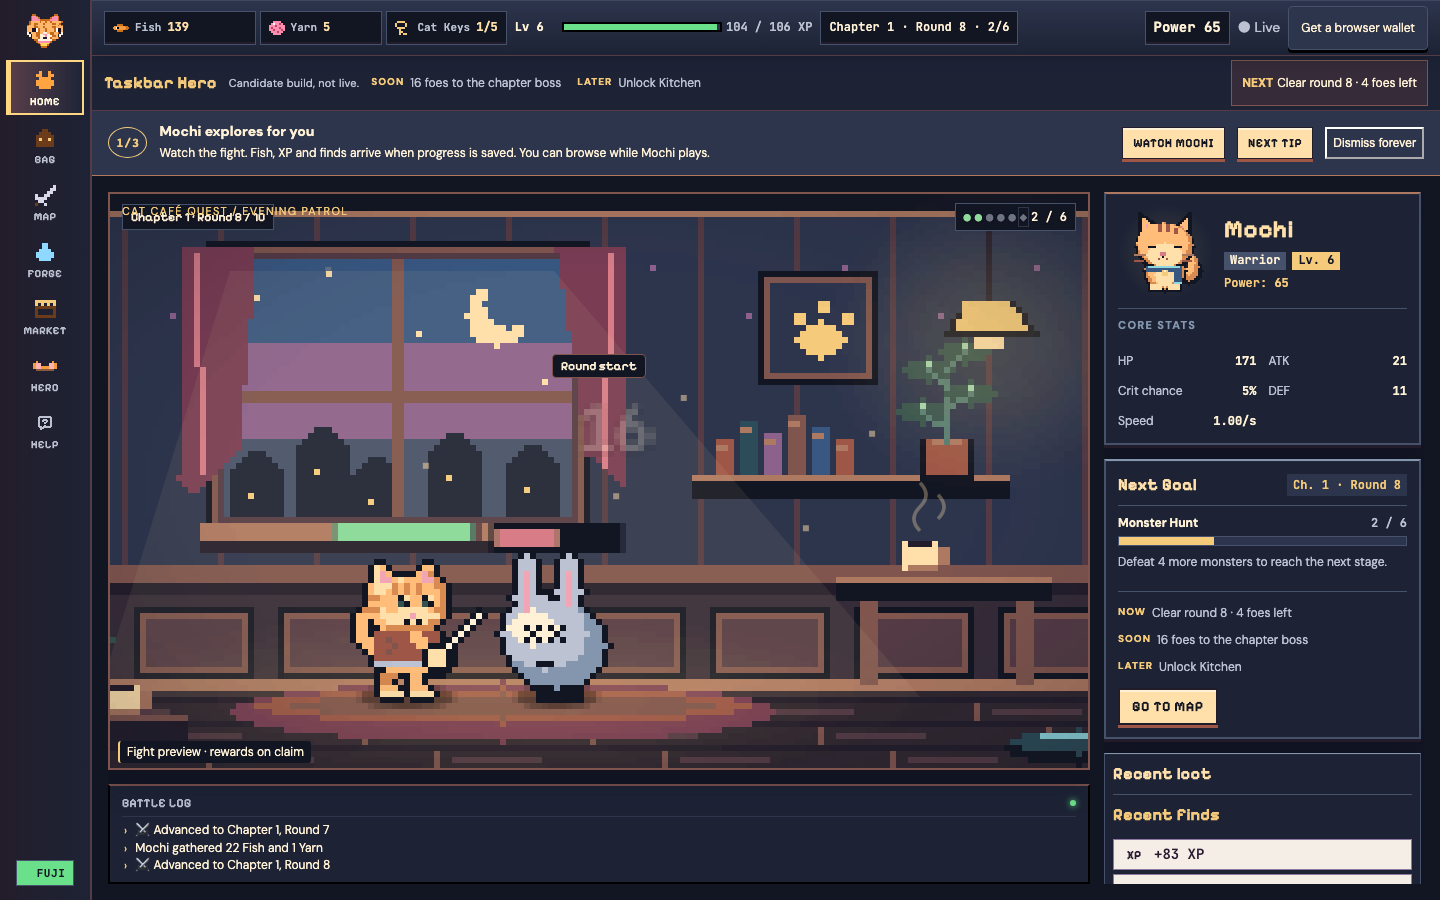 Fish 139
Yarn 5
Cat Keys 1/5
Lv 6
104 / 106 XP
Chapter 1 · Round 8 · 2/6
Power 65
Live
Get a browser wallet
HOME
BAG
MAP
FORGE
MARKET
HERO
HELP
FUJI
Taskbar Hero
Candidate build, not live.
SOON 16 foes to the chapter boss
LATER Unlock Kitchen
NEXT Clear round 8 · 4 foes left
1/3
Mochi explores for you
Watch the fight. Fish, XP and finds arrive when progress is saved. You can browse while Mochi plays.
WATCH MOCHI
NEXT TIP
Dismiss forever
CAT CAFÉ QUEST / EVENING PATROL
Chapter 1 · Round 8 / 10
2 / 6
Round start
16
Fight preview · rewards on claim
BATTLE LOG
› ⚔ Advanced to Chapter 1, Round 7
› Mochi gathered 22 Fish and 1 Yarn
› ⚔ Advanced to Chapter 1, Round 8
Mochi
Warrior Lv. 6
Power: 65
CORE STATS
HP 171 ATK 21
Crit chance 5% DEF 11
Speed 1.00/s
Next Goal
Ch. 1 · Round 8
Monster Hunt 2 / 6
Defeat 4 more monsters to reach the next stage.
NOW Clear round 8 · 4 foes left
SOON 16 foes to the chapter boss
LATER Unlock Kitchen
GO TO MAP
Recent loot
Recent finds
XP +83 XP